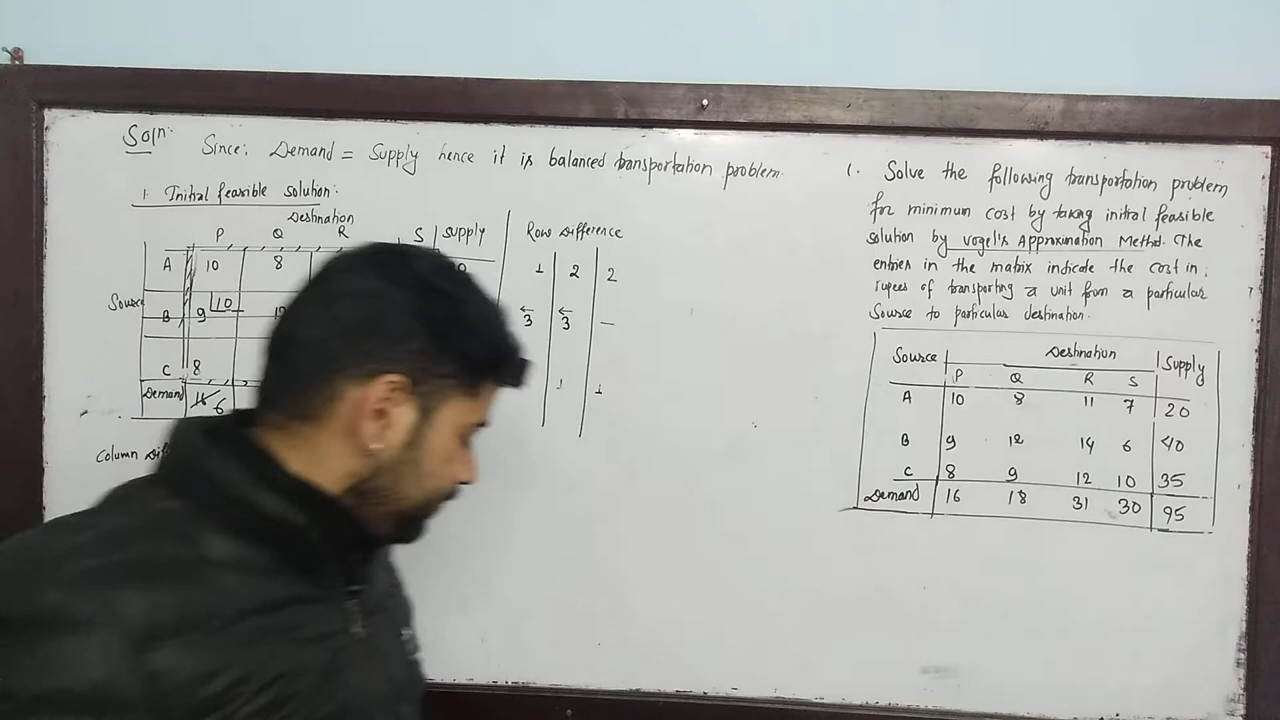 Soln.
Since; Demand = Supply hence it is balanced transportation problem.
1. Initial feasible solution:
Destination
P Q R S Supply Row Difference
A 10 8 1 2 2
Source
B 9 10 3 3 —
C 8 1 1
Demand 16 6
Column
1. Solve the following transportation problem
for minimum cost by taking initial feasible
solution by vogel's Approximation Method. The
entries in the matrix indicate the cost in
rupees of transporting a unit from a particular
Source to particular destination.
Source Destination Supply
P Q R S
A 10 8 11 7 20
B 9 12 14 6 40
C 8 9 12 10 35
Demand 16 18 31 30 95